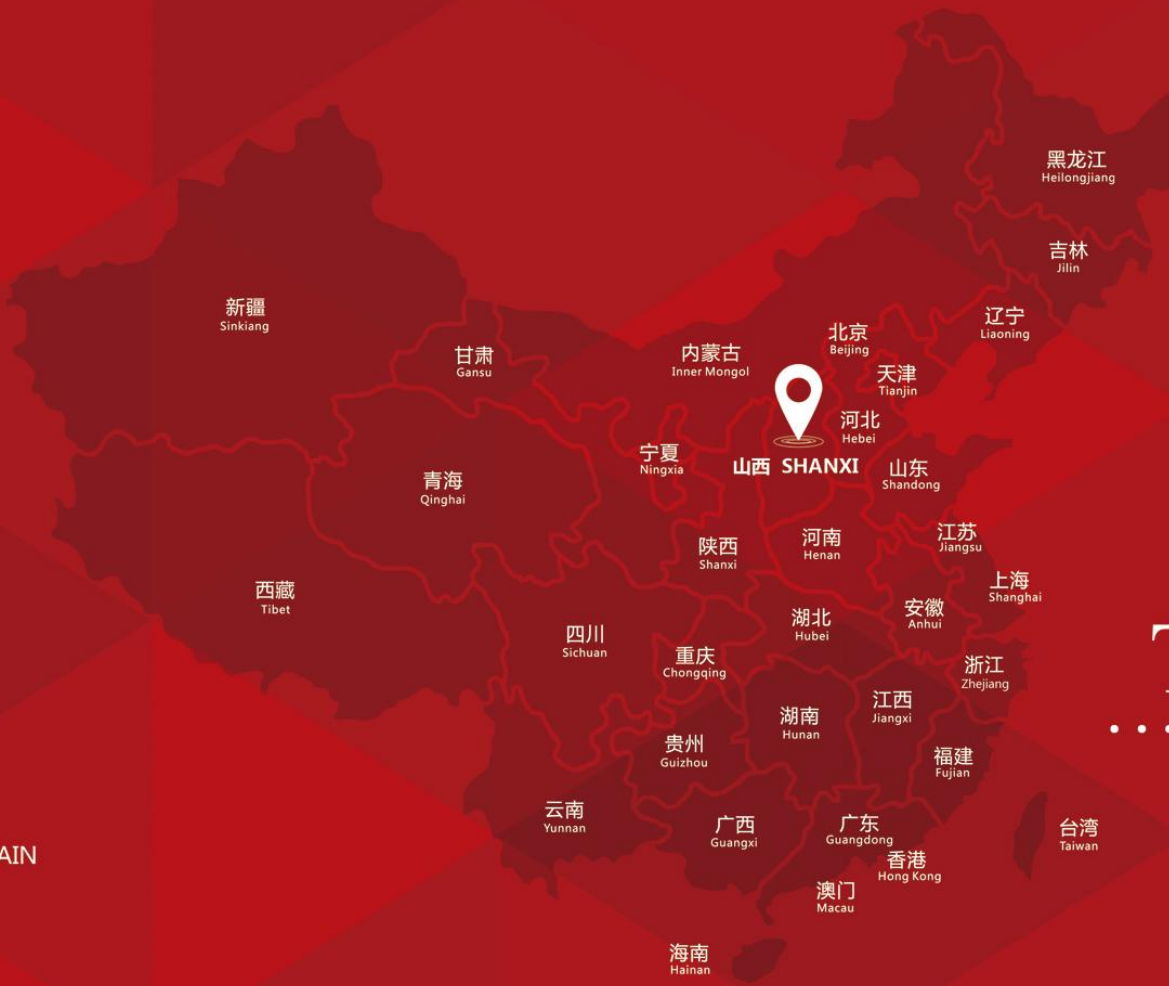 黑龙江
Heilongjiang
吉林
Jilin
新疆
Sinkiang
辽宁
Liaoning
北京
Beijing
甘肃
Gansu
内蒙古
Inner Mongol
天津
Tianjin
河北
Hebei
宁夏
Ningxia
山西 SHANXI
山东
Shandong
青海
Qinghai
江苏
Jiangsu
陕西
Shanxi
河南
Henan
上海
Shanghai
西藏
Tibet
安徽
Anhui
湖北
Hubei
四川
Sichuan
重庆
Chongqing
浙江
Zhejiang
江西
Jiangxi
湖南
Hunan
贵州
Guizhou
福建
Fujian
云南
Yunnan
广西
Guangxi
广东
Guangdong
台湾
Taiwan
AIN
香港
Hong Kong
澳门
Macau
海南
Hainan